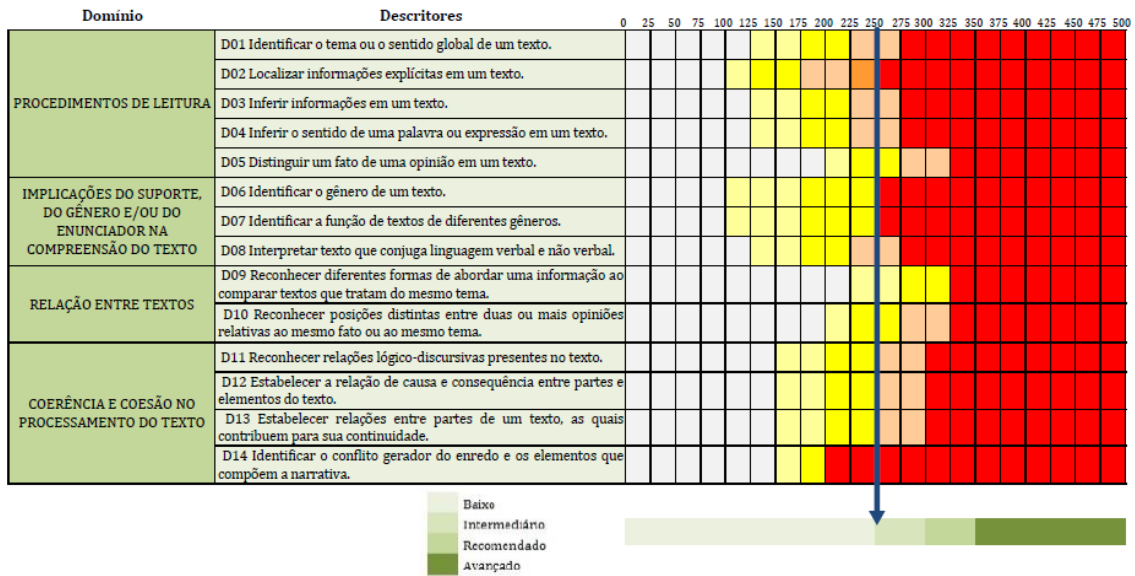 Domínio
Descritores
0 25 50 75 100 125 150 175 200 225 250 275 300 325 350 375 400 425 450 475 500
PROCEDIMENTOS DE LEITURA
D01 Identificar o tema ou o sentido global de um texto.
D02 Localizar informações explícitas em um texto.
D03 Inferir informações em um texto.
D04 Inferir o sentido de uma palavra ou expressão em um texto.
D05 Distinguir um fato de uma opinião em um texto.
IMPLICAÇÕES DO SUPORTE,
DO GÊNERO E/OU DO
ENUNCIADOR NA
COMPREENSÃO DO TEXTO
D06 Identificar o gênero de um texto.
D07 Identificar a função de textos de diferentes gêneros.
D08 Interpretar texto que conjuga linguagem verbal e não verbal.
RELAÇÃO ENTRE TEXTOS
D09 Reconhecer diferentes formas de abordar uma informação ao
comparar textos que tratam do mesmo tema.
D10 Reconhecer posições distintas entre duas ou mais opiniões
relativas ao mesmo fato ou ao mesmo tema.
COERÊNCIA E COESÃO NO
PROCESSAMENTO DO TEXTO
D11 Reconhecer relações lógico-discursivas presentes no texto.
D12 Estabelecer a relação de causa e consequência entre partes e
elementos do texto.
D13 Estabelecer relações entre partes de um texto, as quais
contribuem para sua continuidade.
D14 Identificar o conflito gerador do enredo e os elementos que
compõem a narrativa.
Baixo
Intermediário
Recomendado
Avançado